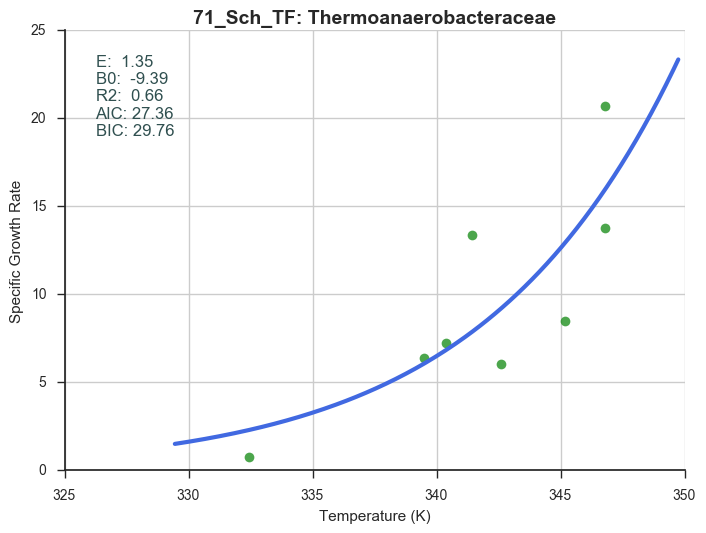 71_Sch_TF: Thermoanaerobacteraceae
E:  1.35
B0:  -9.39
R2:  0.66
AIC: 27.36
BIC: 29.76
Specific Growth Rate
25
20
15
10
5
0
325 330 335 340 345 350
Temperature (K)